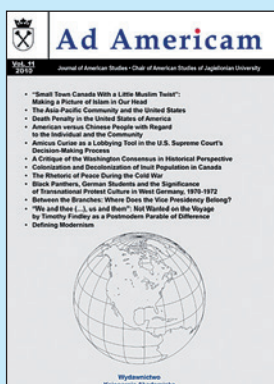 Ad Americam
Vol. 11
2010
Journal of American Studies • Chair of American Studies of Jagiellonian University
• "Small Town Canada With a Little Muslim Twist":
Making a Picture of Islam in Our Head
• The Asia-Pacific Community and the United States
• Death Penalty in the United States of America
• American versus Chinese People with Regard
to the Individual and the Community
• Amicus Curiae as a Lobbying Tool in the U.S. Supreme Court's
Decision-Making Process
• A Critique of the Washington Consensus in Historical Perspective
• Colonization and Decolonization of Inuit Population in Canada
• The Rhetoric of Peace During the Cold War
• Black Panthers, German Students and the Significance
of Transnational Protest Culture in West Germany, 1970-1972
• Between the Branches: Where Does the Vice Presidency Belong?
• "We and thee (...), us and them": Not Wanted on the Voyage
by Timothy Findley as a Postmodern Parable of Difference
• Defining Modernism
Wydawnictwo